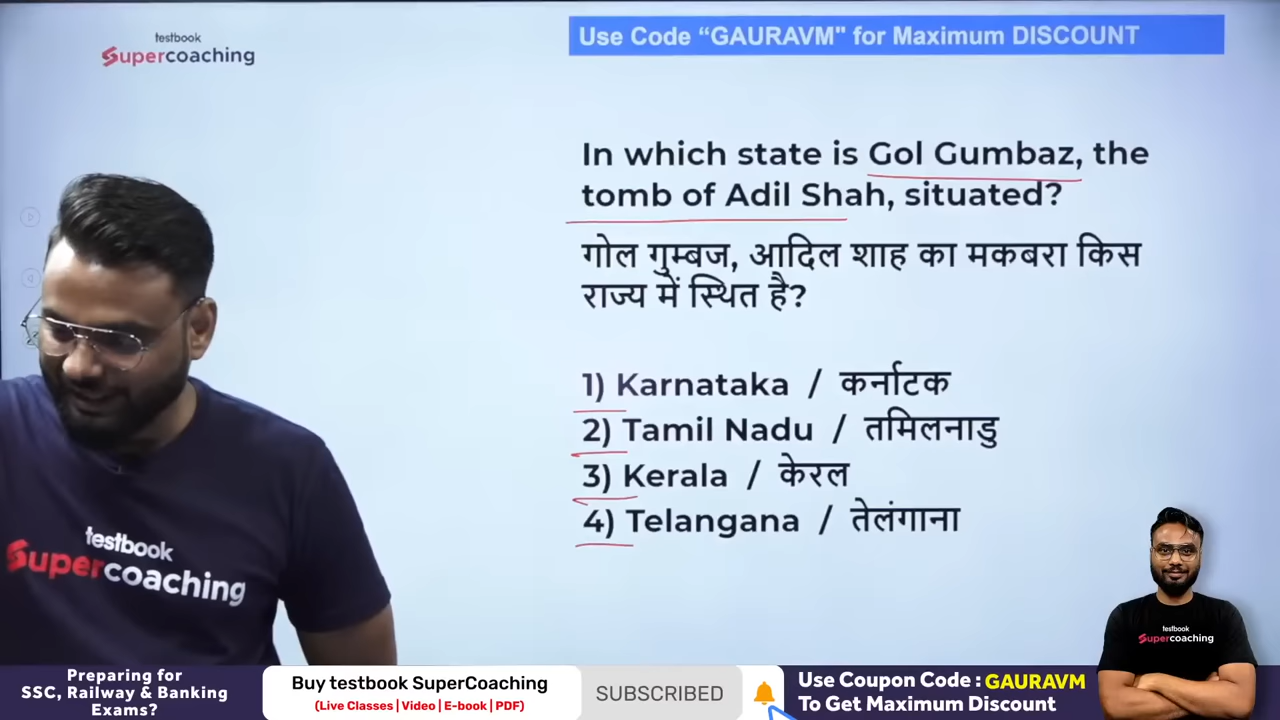 testbook
Supercoaching
Use Code “GAURAVM" for Maximum DISCOUNT
In which state is Gol Gumbaz, the
tomb of Adil Shah, situated?
गोल गुम्बज, आदिल शाह का मकबरा किस
राज्य में स्थित है?
1) Karnataka / कर्नाटक
2) Tamil Nadu / तमिलनाडु
3) Kerala / केरल
4) Telangana / तेलंगाना
testbook
Supercoaching
testbook
Supercoaching
Preparing for
SSC, Railway & Banking
Exams?
Buy testbook SuperCoaching
(Live Classes | Video | E-book | PDF)
SUBSCRIBED
Use Coupon Code : GAURAVM
To Get Maximum Discount